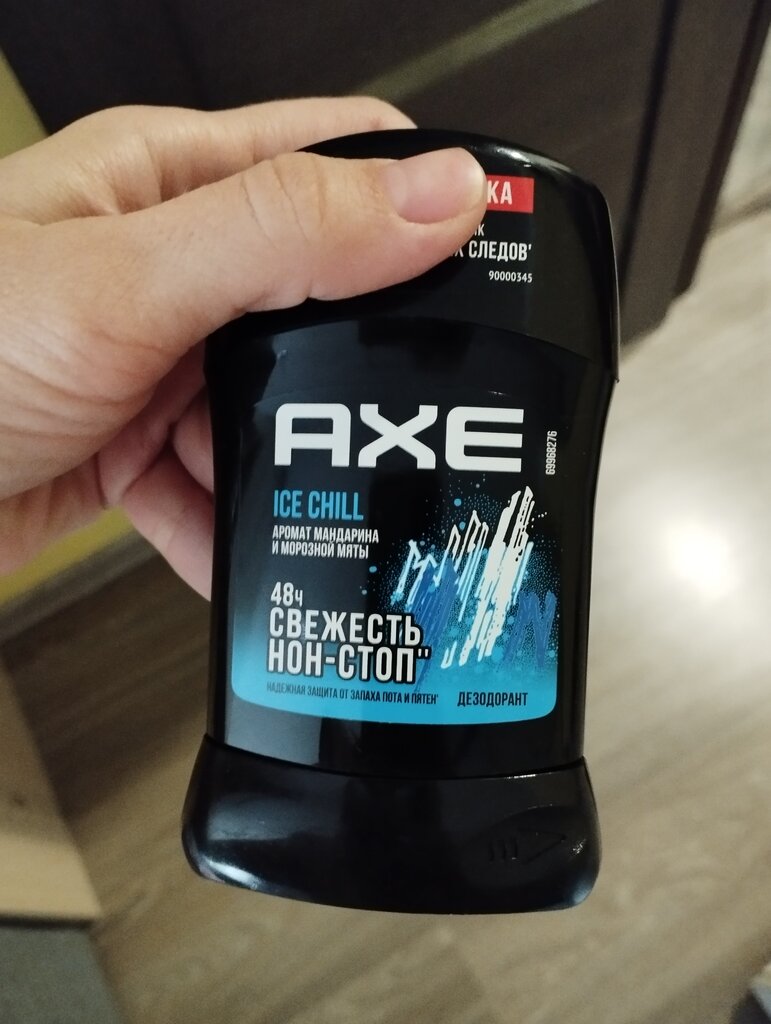 СЛЕДОВ'
90000345
AXE
69968276
ICE CHILL
АРОМАТ МАНДАРИНА
И МОРОЗНОЙ МЯТЫ
48ч
СВЕЖЕСТЬ
НОН-СТОП"
НАДЕЖНАЯ ЗАЩИТА ОТ ЗАПАХА ПОТА И ПЯТЕН'
ДЕЗОДОРАНТ